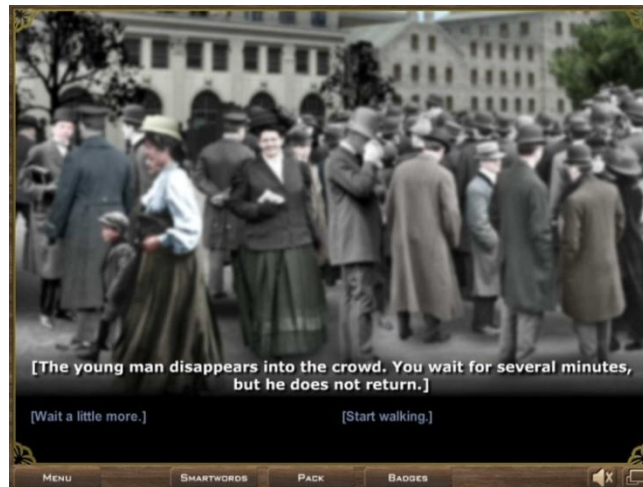 [The young man disappears into the crowd. You wait for several minutes,
but he does not return.]
[Wait a little more.]
[Start walking.]
MENU
SMARTWORDS
PACK
BADGES